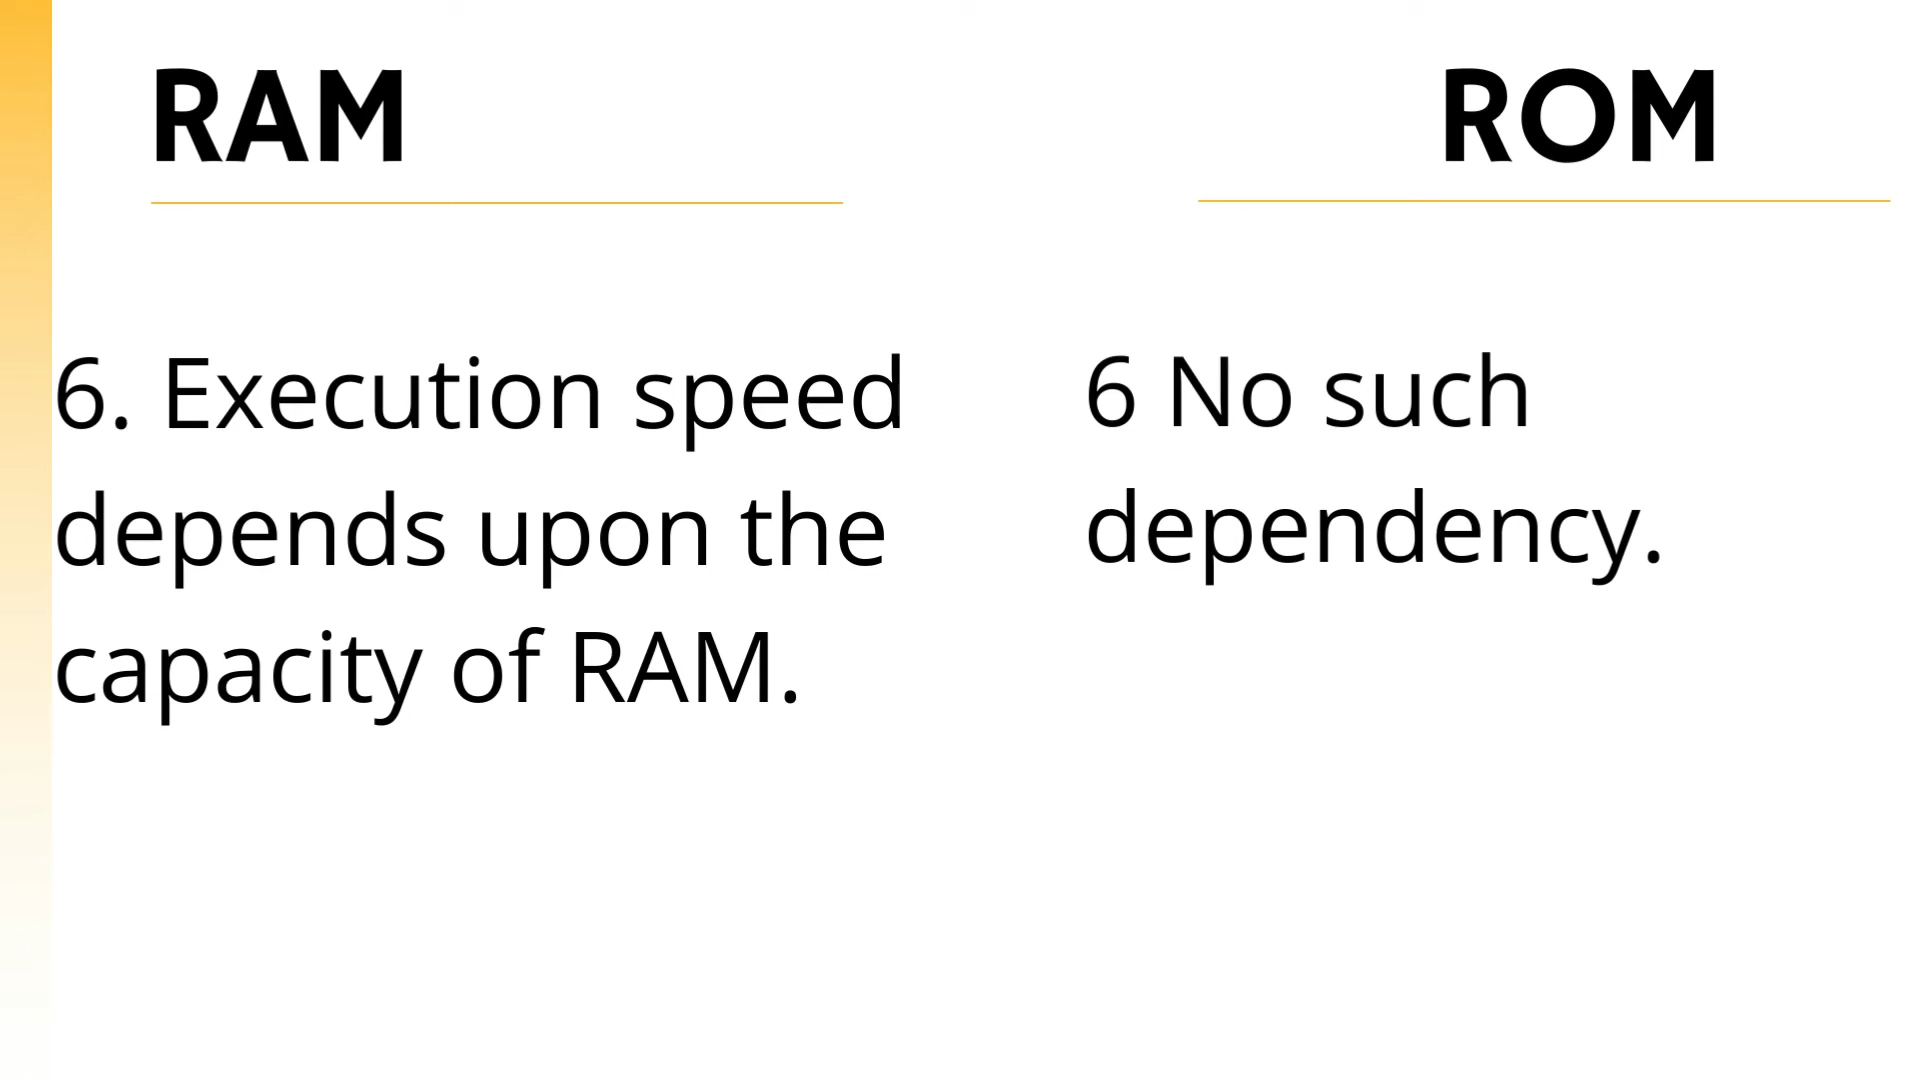 RAM
6. Execution speed
depends upon the
capacity of RAM.
ROM
6 No such
dependency.